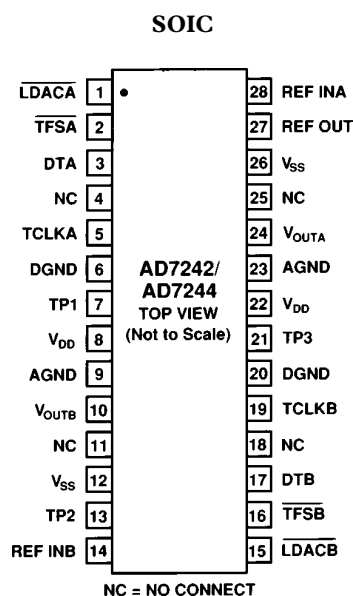 SOIC
LDACA 1
TFSA 2
DTA 3
NC 4
TCLKA 5
DGND 6
TP1 7
VDD 8
AGND 9
VOUTB 10
NC 11
VSS 12
TP2 13
REF INB 14
AD7242/
AD7244
TOP VIEW
(Not to Scale)
28 REF INA
27 REF OUT
26 VSS
25 NC
24 VOUTA
23 AGND
22 VDD
21 TP3
20 DGND
19 TCLKB
18 NC
17 DTB
16 TFSB
15 LDACB
NC = NO CONNECT